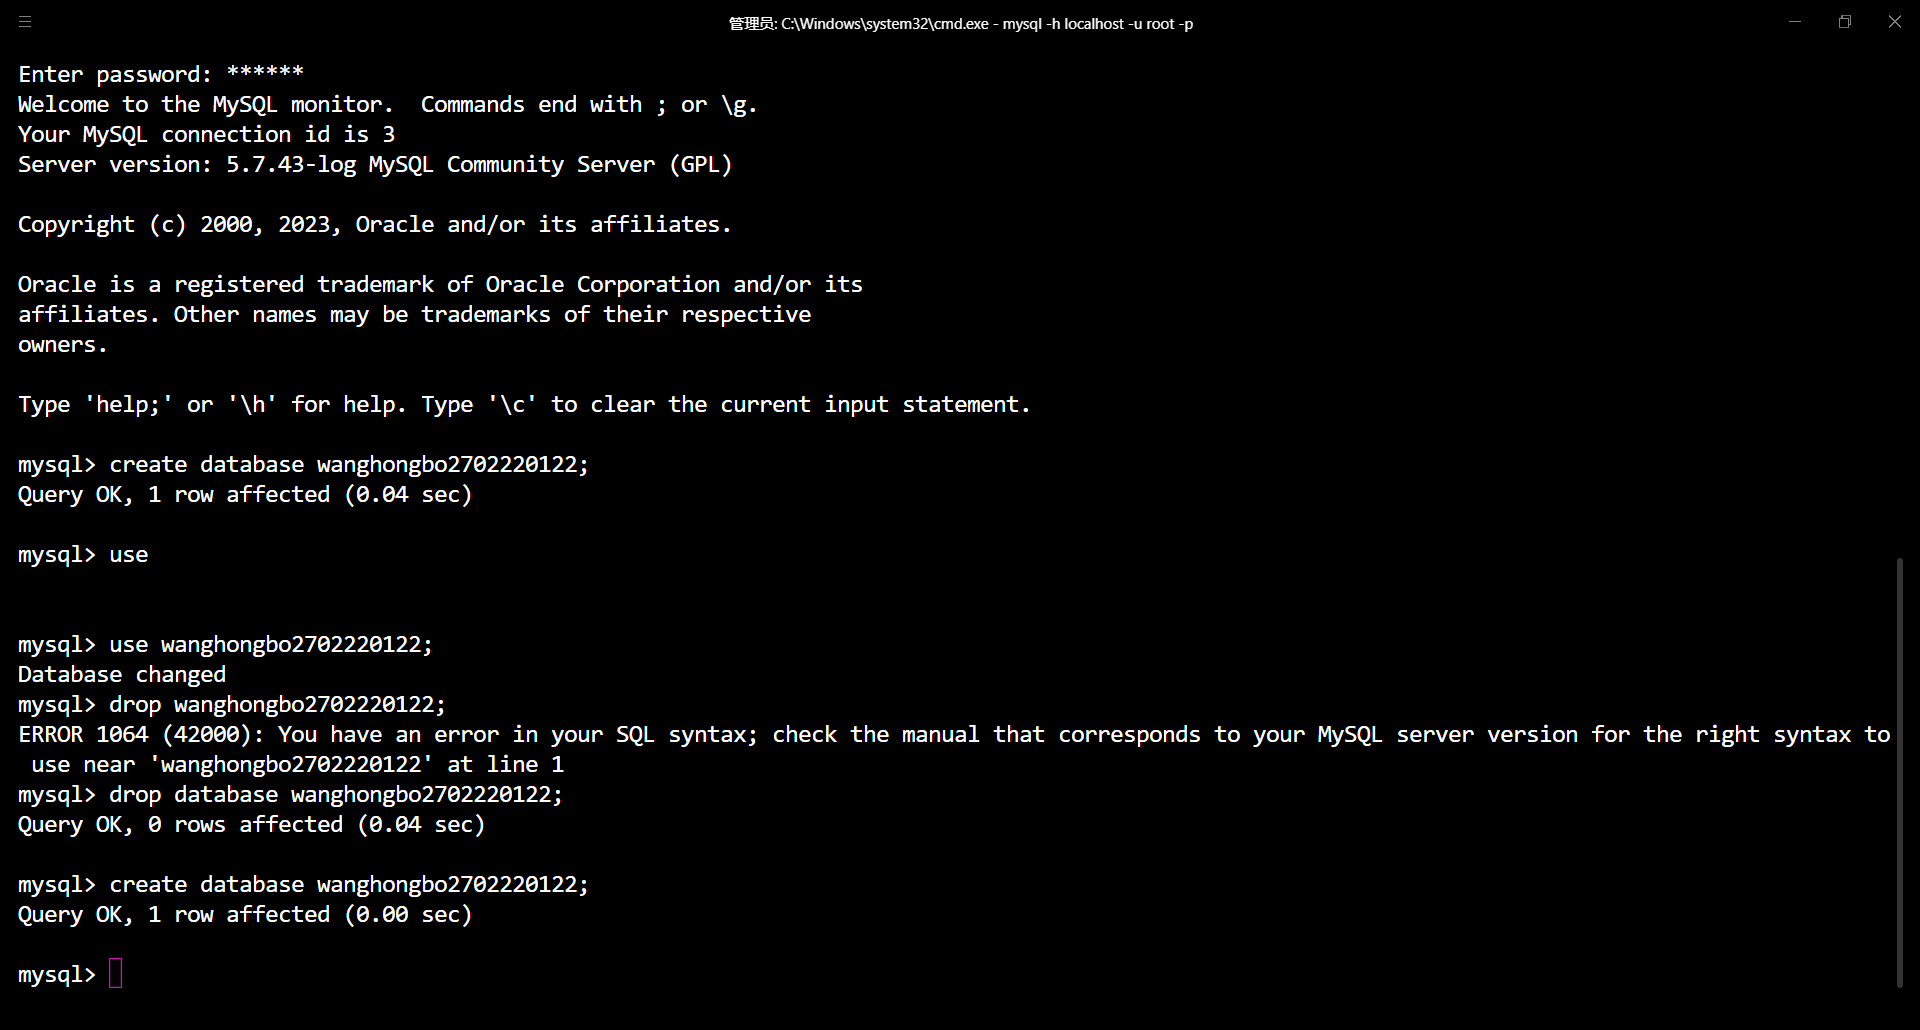 管理员: C:\Windows\system32\cmd.exe - mysql -h localhost -u root -p
Enter password: ******
Welcome to the MySQL monitor.  Commands end with ; or \g.
Your MySQL connection id is 3
Server version: 5.7.43-log MySQL Community Server (GPL)
Copyright (c) 2000, 2023, Oracle and/or its affiliates.
Oracle is a registered trademark of Oracle Corporation and/or its
affiliates. Other names may be trademarks of their respective
owners.
Type 'help;' or '\h' for help. Type '\c' to clear the current input statement.
mysql> create database wanghongbo2702220122;
Query OK, 1 row affected (0.04 sec)
mysql> use
mysql> use wanghongbo2702220122;
Database changed
mysql> drop wanghongbo2702220122;
ERROR 1064 (42000): You have an error in your SQL syntax; check the manual that corresponds to your MySQL server version for the right syntax to
 use near 'wanghongbo2702220122' at line 1
mysql> drop database wanghongbo2702220122;
Query OK, 0 rows affected (0.04 sec)
mysql> create database wanghongbo2702220122;
Query OK, 1 row affected (0.00 sec)
mysql>